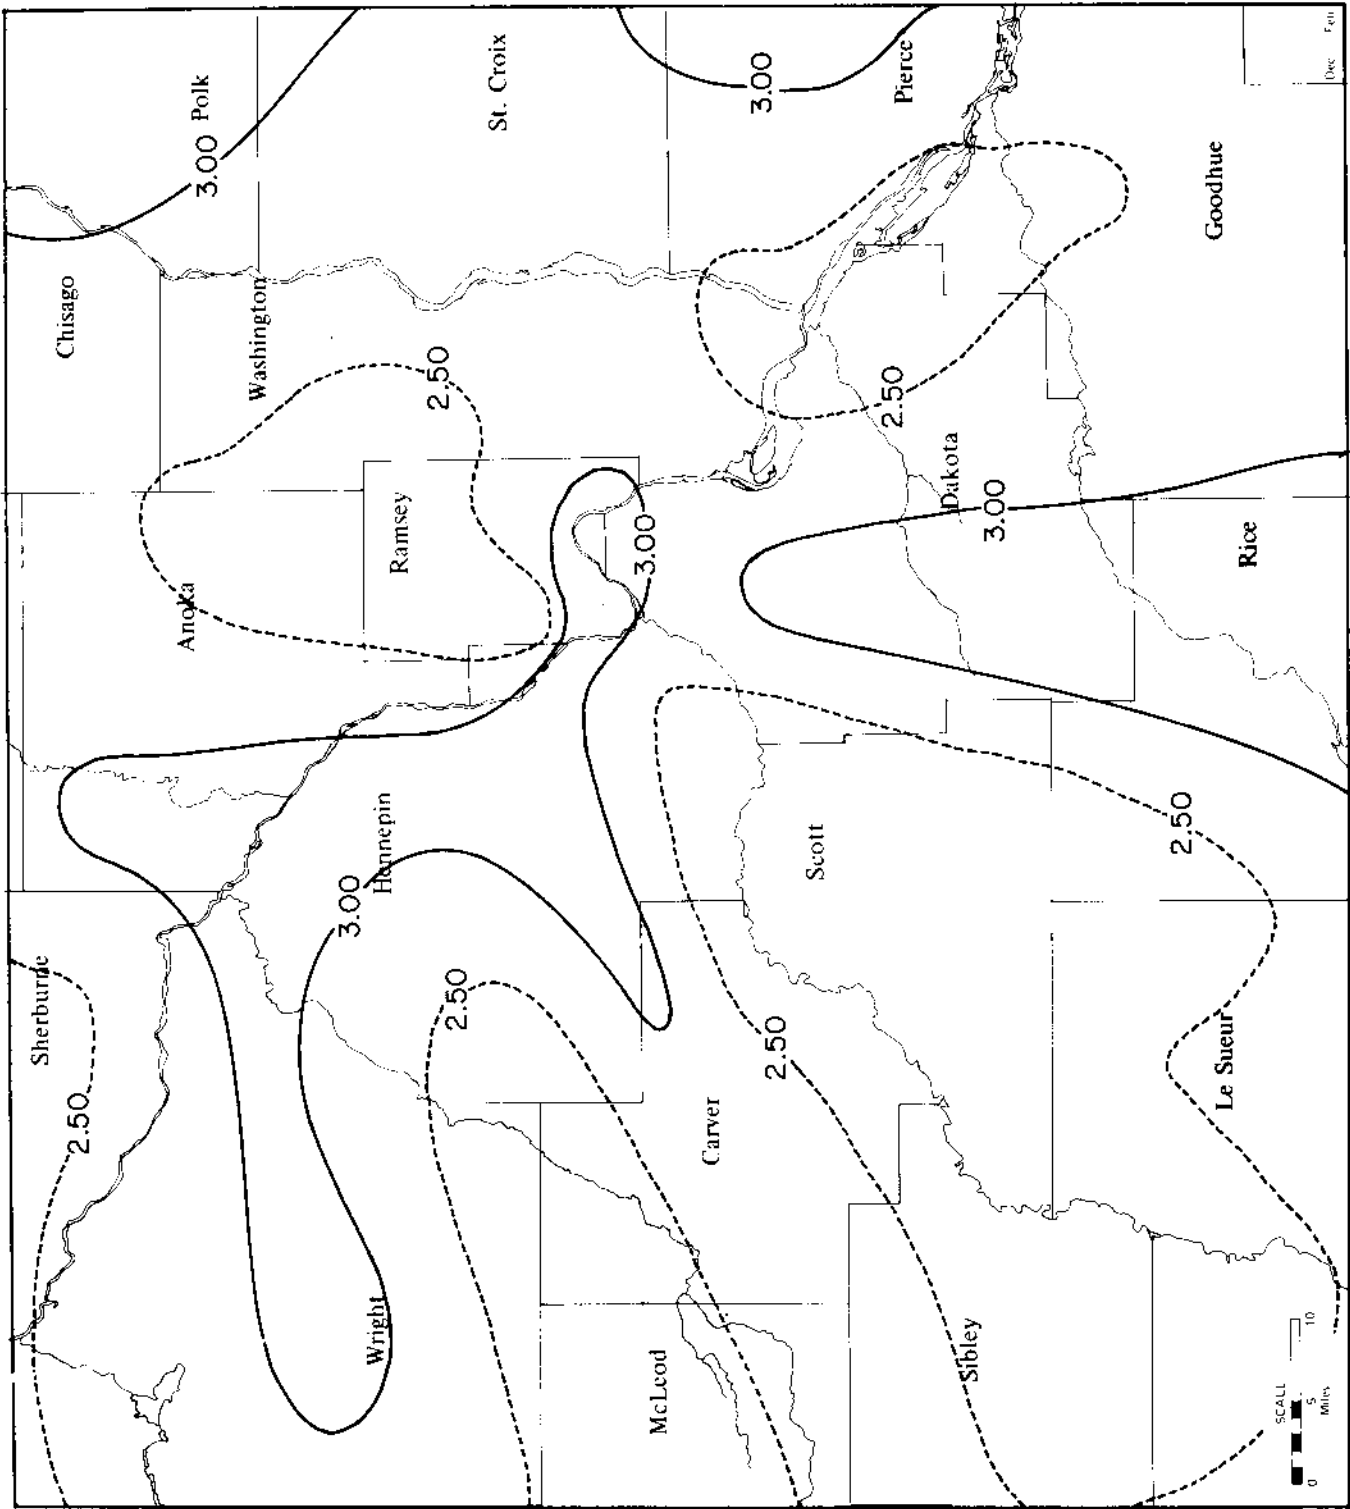 Sherburne
Chisago
2.50
Anoka
Polk
3.00
Washington
3.00
Wright
Hennepin
Ramsey
2.50
2.50
St. Croix
3.00
McLeod
Carver
3.00
2.50
Scott
2.50
Pierce
Dakota
Sibley
3.00
2.50
Goodhue
Le Sueur
Rice
SCALE
0 5 10
Miles
Dec Feb